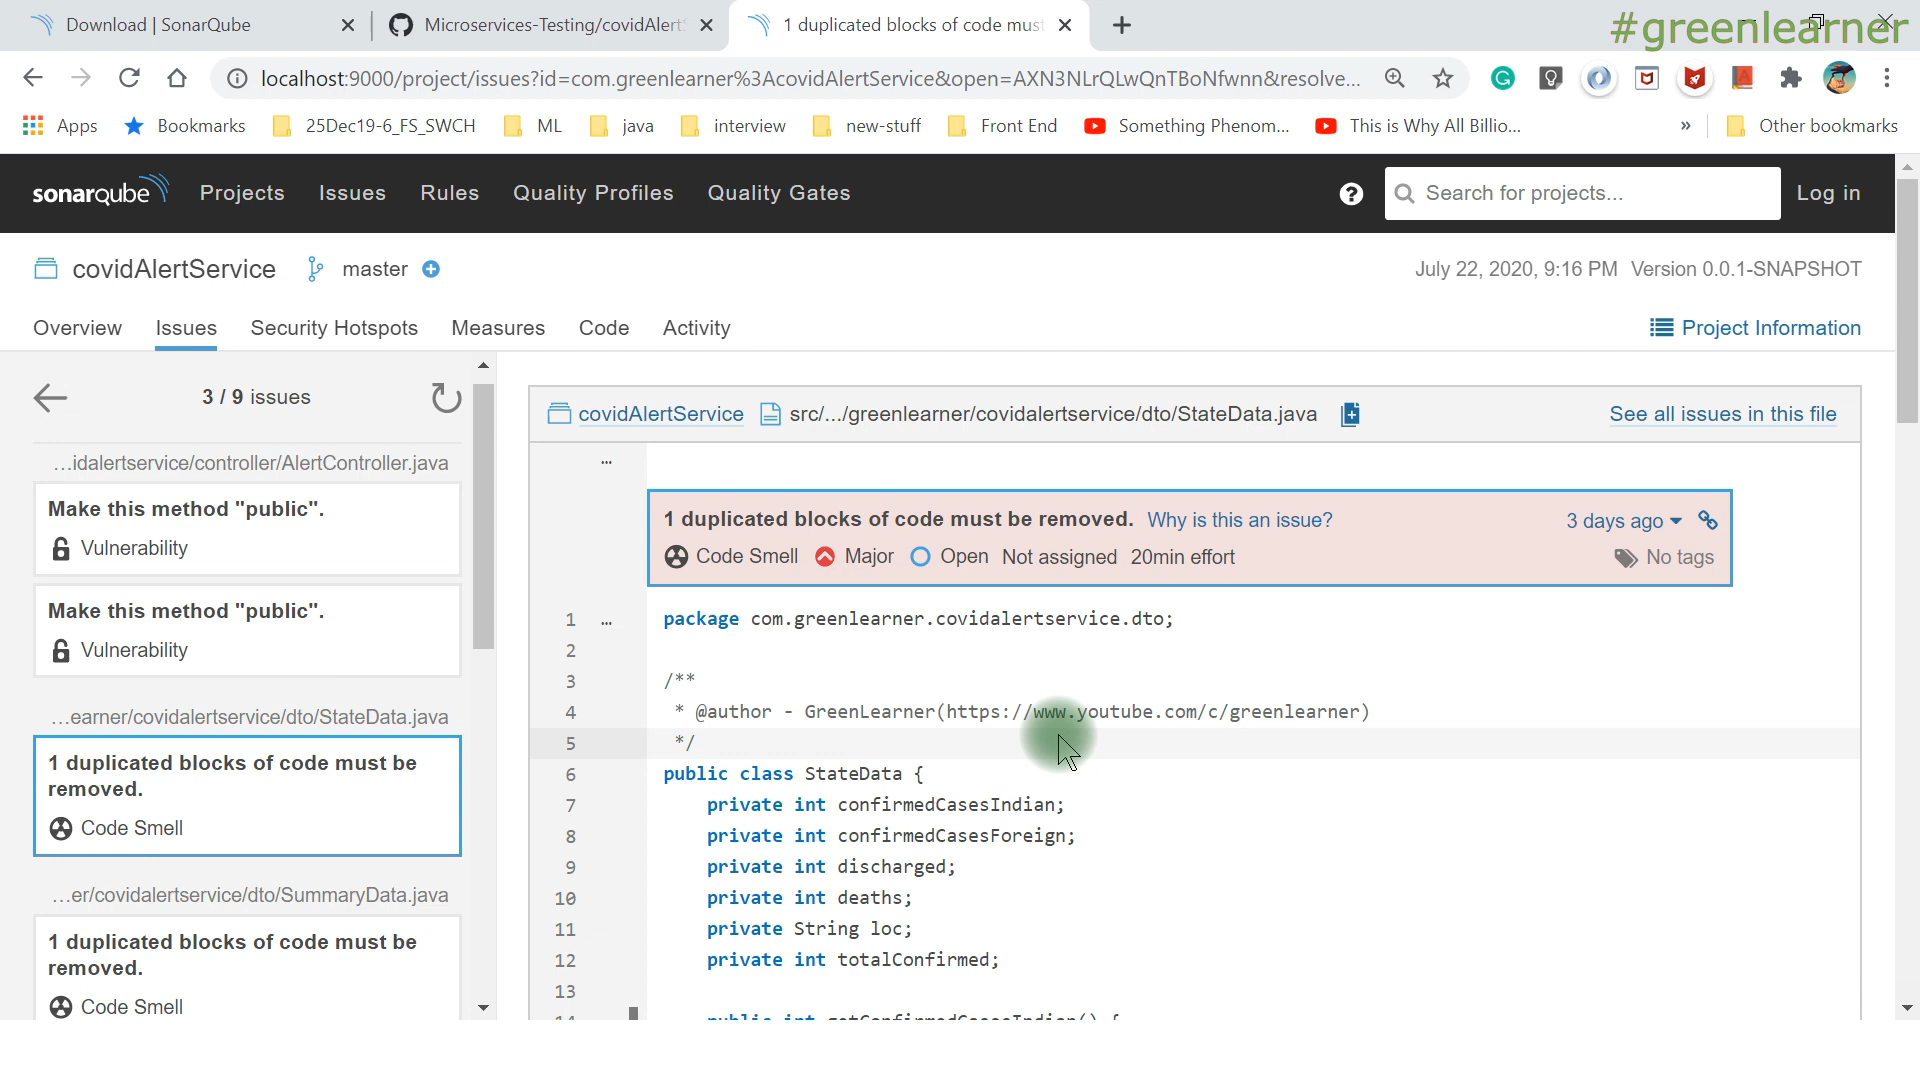 Download | SonarQube
Microservices-Testing/covidAlertS
1 duplicated blocks of code must
#greenlearner
localhost:9000/project/issues?id=com.greenlearner%3AcovidAlertService&open=AXN3NLrQLwQnTBoNfwnn&resolve...
Apps
Bookmarks
25Dec19-6_FS_SWCH
ML
java
interview
new-stuff
Front End
Something Phenom...
This is Why All Billio...
»
Other bookmarks
sonarqube
Projects
Issues
Rules
Quality Profiles
Quality Gates
Search for projects...
Log in
covidAlertService
master
July 22, 2020, 9:16 PM Version 0.0.1-SNAPSHOT
Overview
Issues
Security Hotspots
Measures
Code
Activity
Project Information
3 / 9 issues
...idalertservice/controller/AlertController.java
Make this method "public".
Vulnerability
Make this method "public".
Vulnerability
...earner/covidalertservice/dto/StateData.java
1 duplicated blocks of code must be
removed.
Code Smell
...er/covidalertservice/dto/SummaryData.java
1 duplicated blocks of code must be
removed.
Code Smell
covidAlertService
src/.../greenlearner/covidalertservice/dto/StateData.java
See all issues in this file
...
1 duplicated blocks of code must be removed. Why is this an issue?
3 days ago
Code Smell Major Open Not assigned 20min effort
No tags
1 ... package com.greenlearner.covidalertservice.dto;
2
3 /**
4 * @author - GreenLearner(https://www.youtube.com/c/greenlearner)
5 */
6 public class StateData {
7 private int confirmedCasesIndian;
8 private int confirmedCasesForeign;
9 private int discharged;
10 private int deaths;
11 private String loc;
12 private int totalConfirmed;
13
14 public int getConfirmedCasesIndian() {